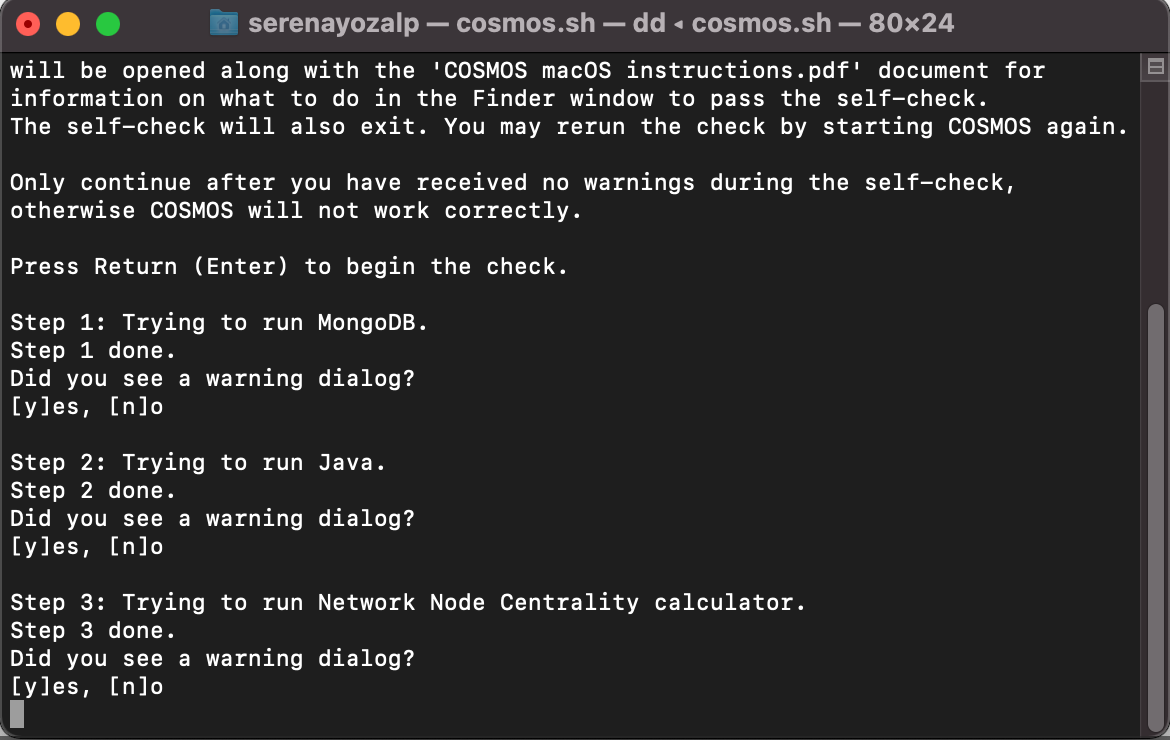 serenayozalp — cosmos.sh — dd ◂ cosmos.sh — 80×24
will be opened along with the 'COSMOS macOS instructions.pdf' document for
information on what to do in the Finder window to pass the self-check.
The self-check will also exit. You may rerun the check by starting COSMOS again.
Only continue after you have received no warnings during the self-check,
otherwise COSMOS will not work correctly.
Press Return (Enter) to begin the check.
Step 1: Trying to run MongoDB.
Step 1 done.
Did you see a warning dialog?
[y]es, [n]o
Step 2: Trying to run Java.
Step 2 done.
Did you see a warning dialog?
[y]es, [n]o
Step 3: Trying to run Network Node Centrality calculator.
Step 3 done.
Did you see a warning dialog?
[y]es, [n]o